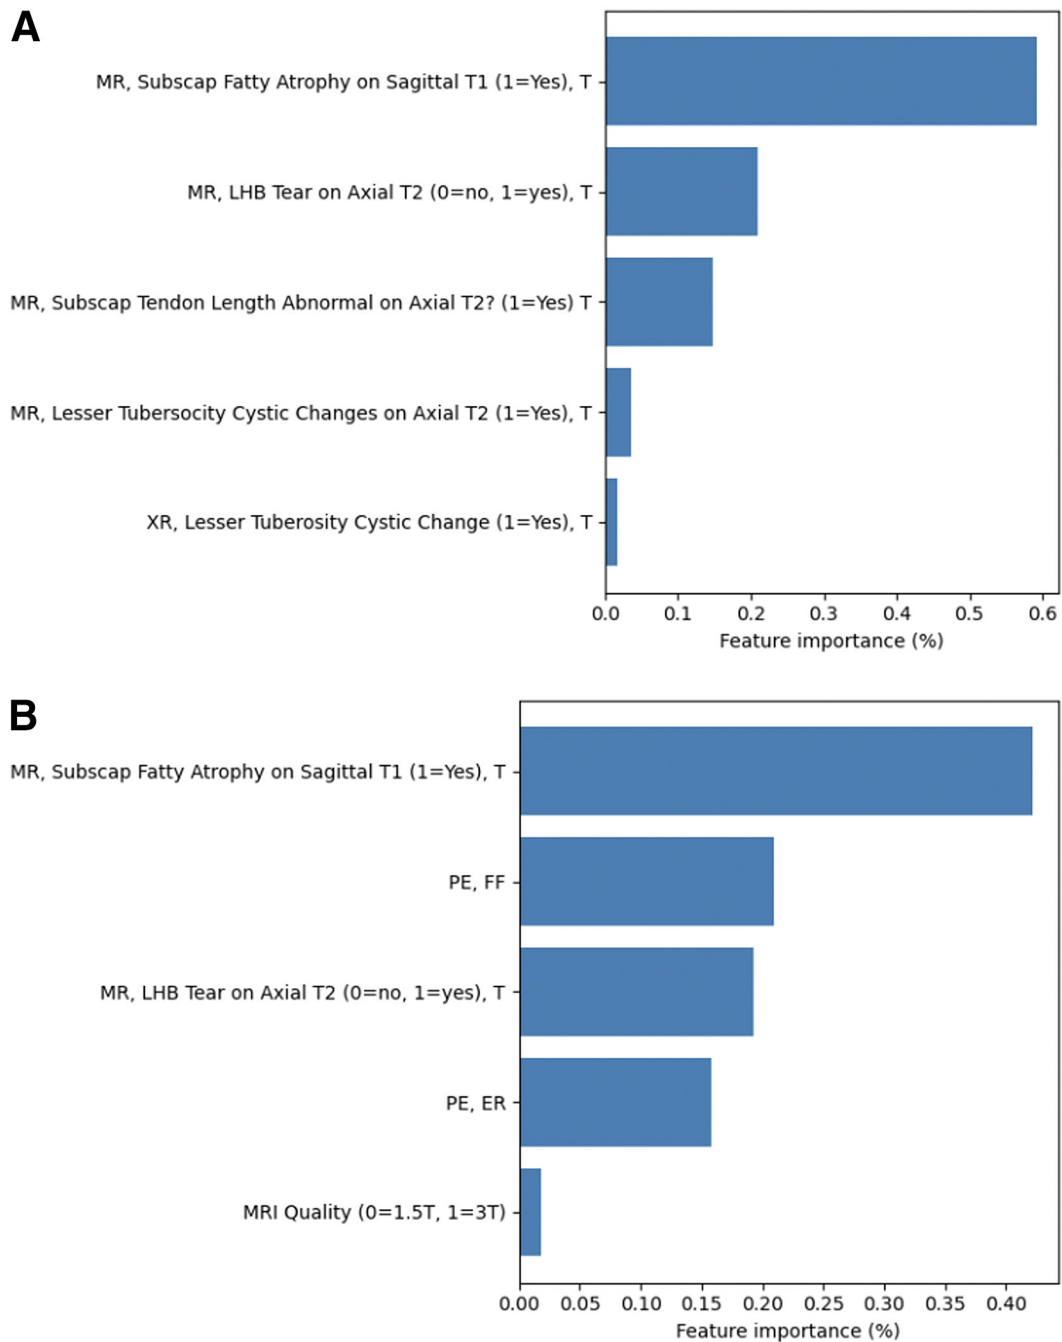 A
MR, Subscap Fatty Atrophy on Sagittal T1 (1=Yes), T
MR, LHB Tear on Axial T2 (0=no, 1=yes), T
MR, Subscap Tendon Length Abnormal on Axial T2? (1=Yes) T
MR, Lesser Tubersocity Cystic Changes on Axial T2 (1=Yes), T
XR, Lesser Tuberosity Cystic Change (1=Yes), T
0.0 0.1 0.2 0.3 0.4 0.5 0.6
Feature importance (%)
B
MR, Subscap Fatty Atrophy on Sagittal T1 (1=Yes), T
PE, FF
MR, LHB Tear on Axial T2 (0=no, 1=yes), T
PE, ER
MRI Quality (0=1.5T, 1=3T)
0.00 0.05 0.10 0.15 0.20 0.25 0.30 0.35 0.40
Feature importance (%)